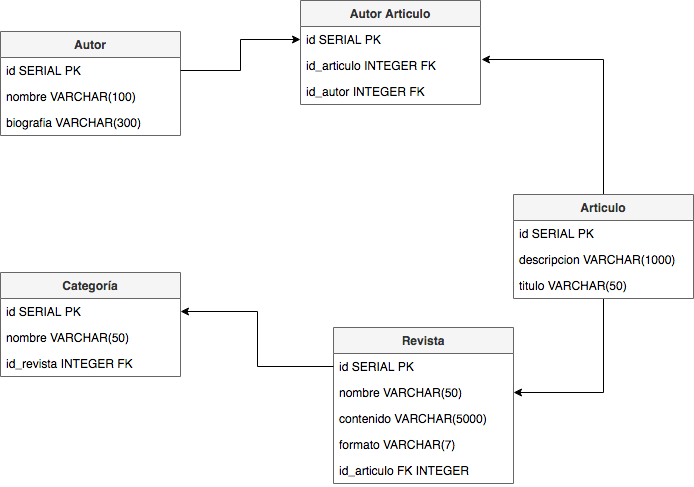 Autor
id SERIAL PK
nombre VARCHAR(100)
biografia VARCHAR(300)
Autor Articulo
id SERIAL PK
id_articulo INTEGER FK
id_autor INTEGER FK
Articulo
id SERIAL PK
descripcion VARCHAR(1000)
titulo VARCHAR(50)
Categoría
id SERIAL PK
nombre VARCHAR(50)
id_revista INTEGER FK
Revista
id SERIAL PK
nombre VARCHAR(50)
contenido VARCHAR(5000)
formato VARCHAR(7)
id_articulo FK INTEGER